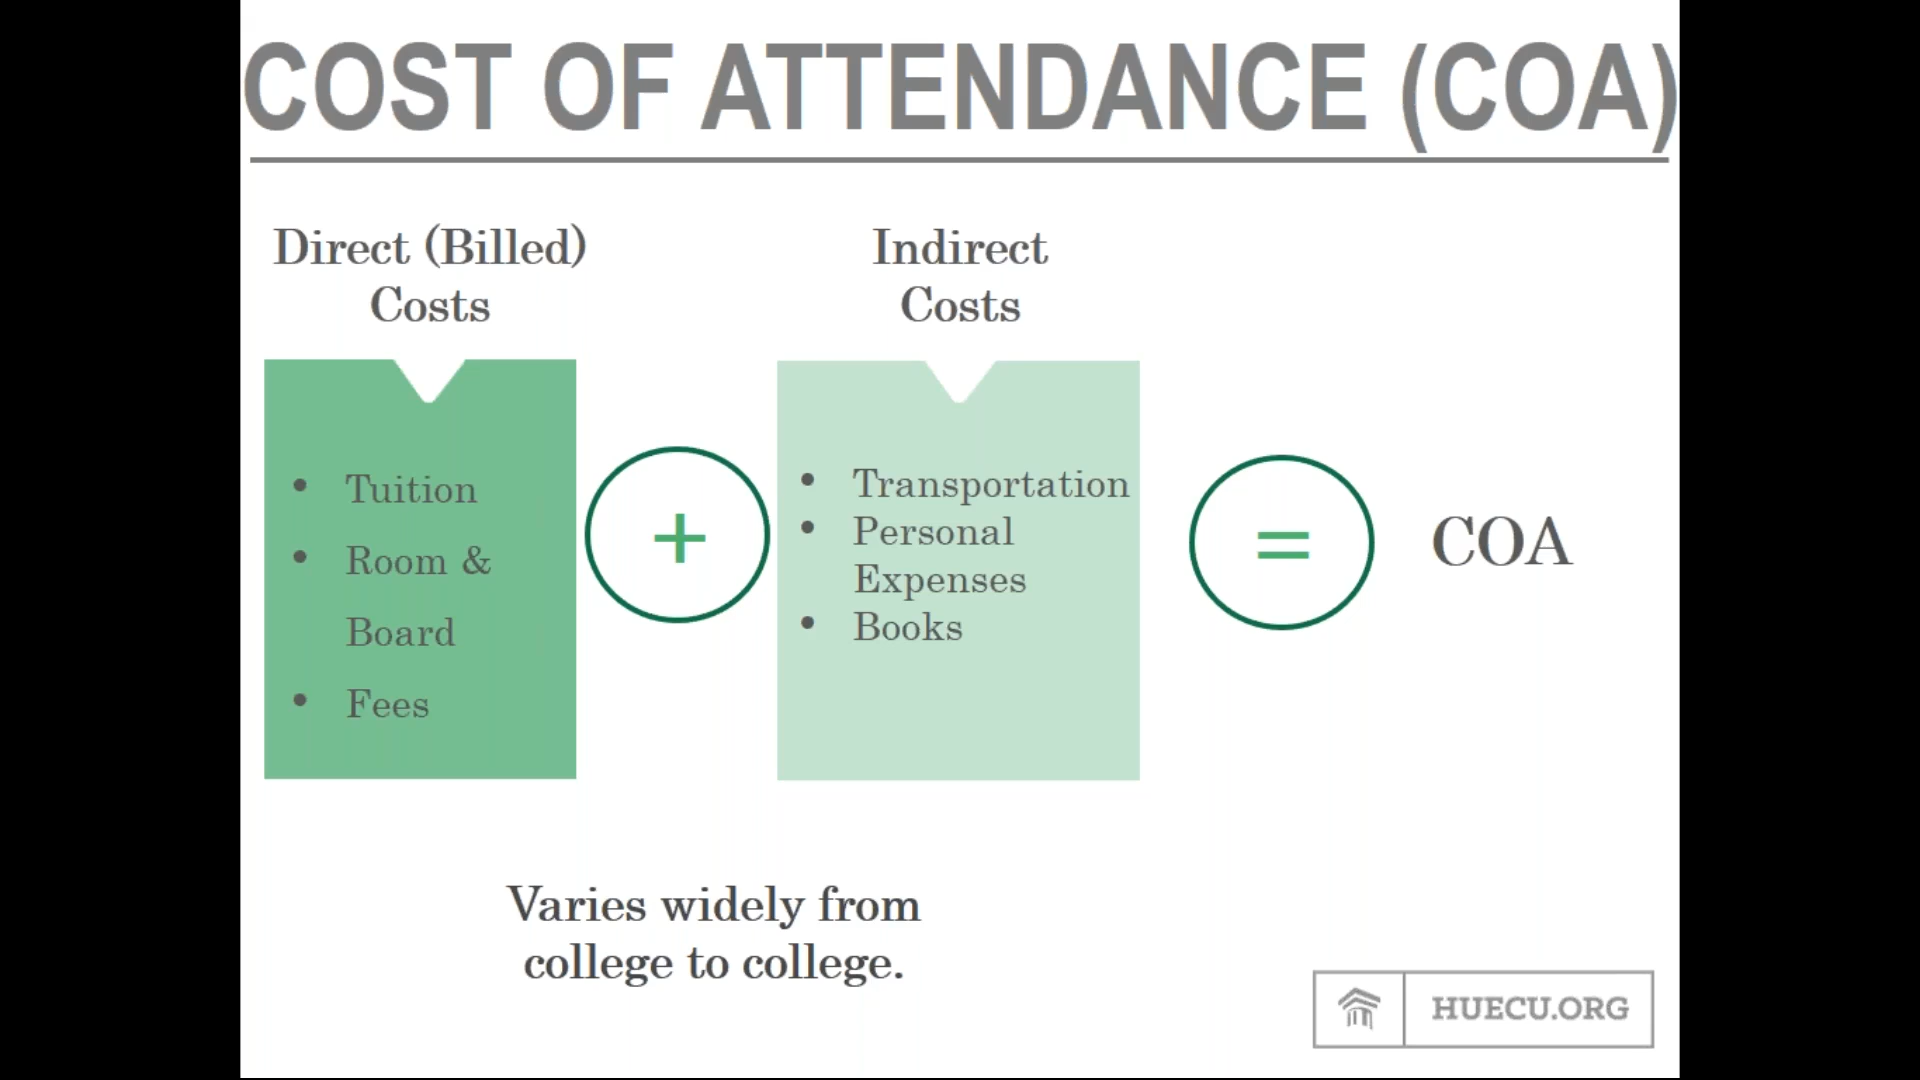 COST OF ATTENDANCE (COA)
Direct (Billed)
Costs
• Tuition
• Room &
Board
• Fees
+
Indirect
Costs
• Transportation
• Personal
Expenses
• Books
=
COA
Varies widely from
college to college.
HUECU.ORG